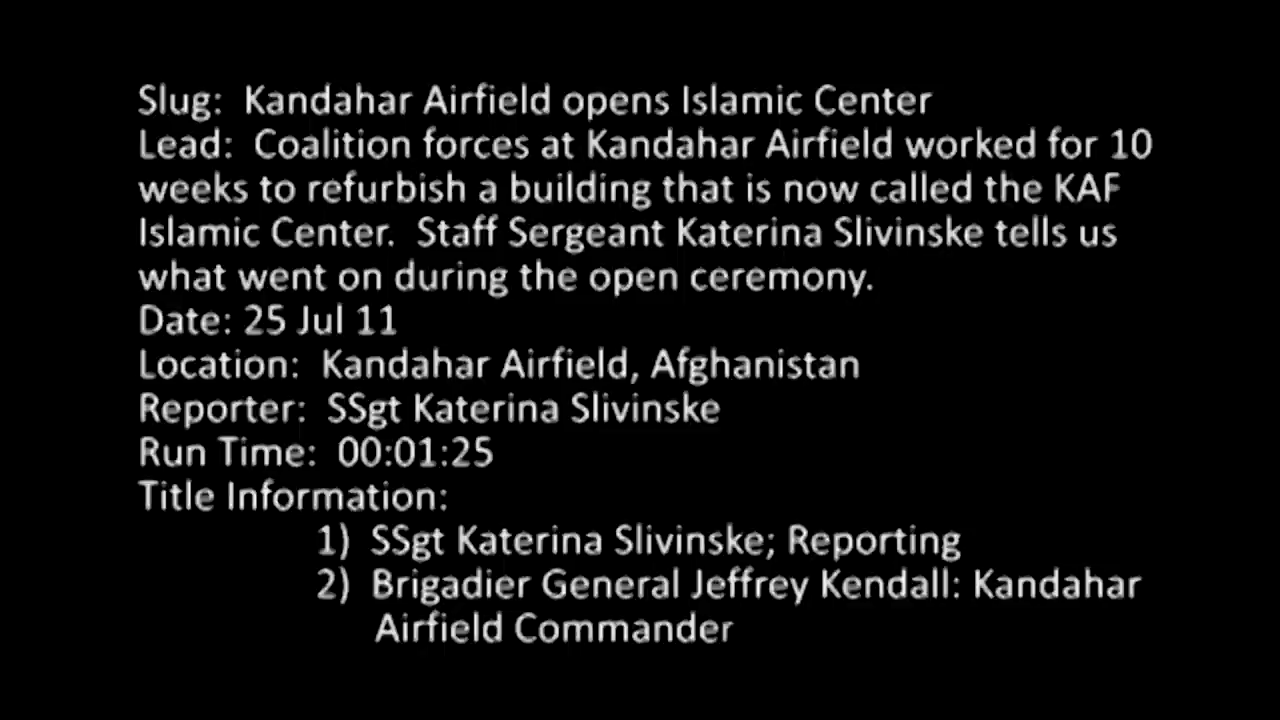 Slug:  Kandahar Airfield opens Islamic Center
Lead:  Coalition forces at Kandahar Airfield worked for 10
weeks to refurbish a building that is now called the KAF
Islamic Center.  Staff Sergeant Katerina Slivinske tells us
what went on during the open ceremony.
Date: 25 Jul 11
Location:  Kandahar Airfield, Afghanistan
Reporter:  SSgt Katerina Slivinske
Run Time:  00:01:25
Title Information:
1)  SSgt Katerina Slivinske; Reporting
2)  Brigadier General Jeffrey Kendall: Kandahar
Airfield Commander